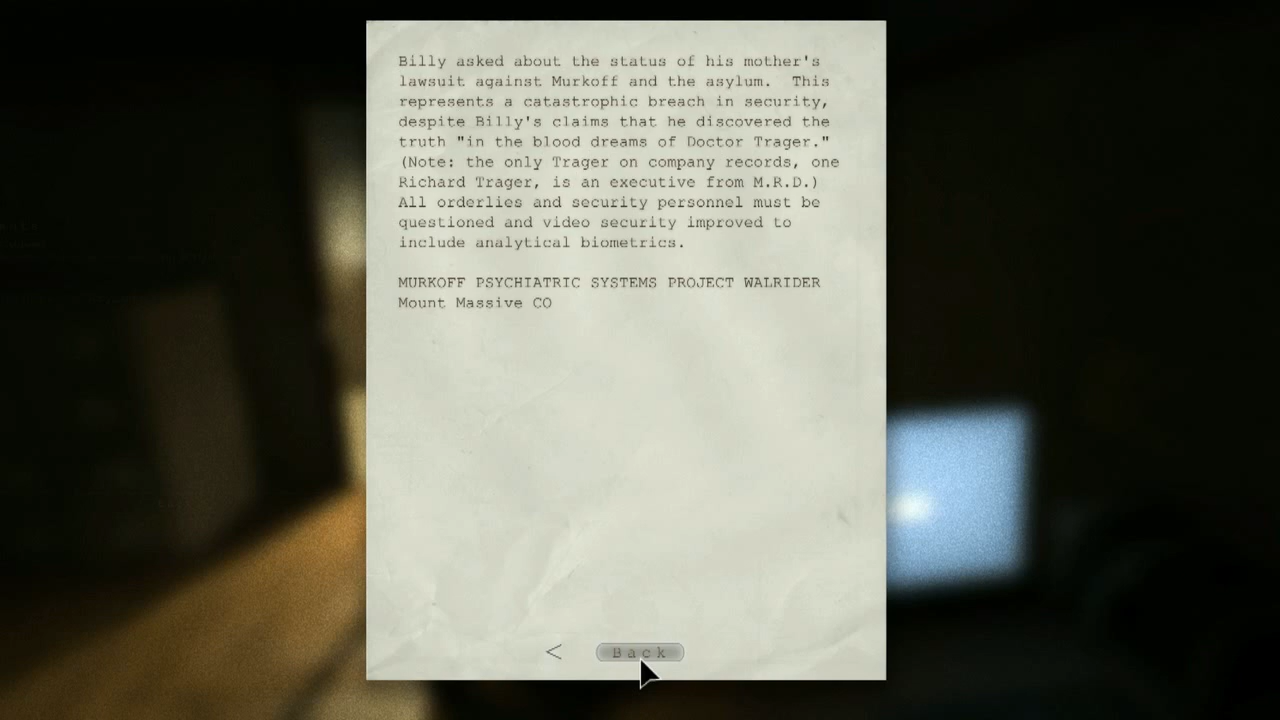 Billy asked about the status of his mother's
lawsuit against Murkoff and the asylum.  This
represents a catastrophic breach in security,
despite Billy's claims that he discovered the
truth "in the blood dreams of Doctor Trager."
(Note: the only Trager on company records, one
Richard Trager, is an executive from M.R.D.)
All orderlies and security personnel must be
questioned and video security improved to
include analytical biometrics.
MURKOFF PSYCHIATRIC SYSTEMS PROJECT WALRIDER
Mount Massive CO
< Back